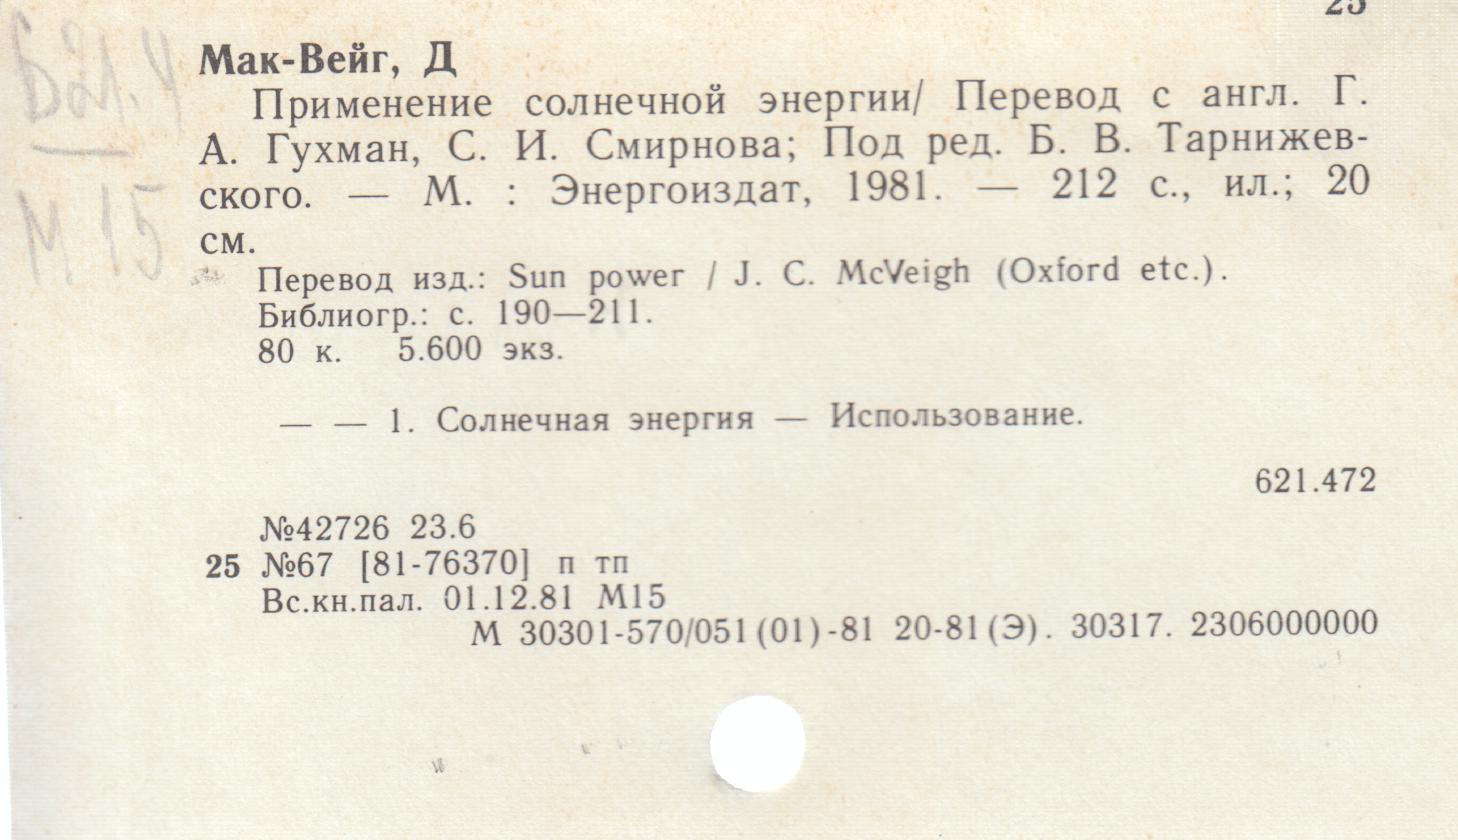 25
Мак-Вейг, Д
Применение солнечной энергии/ Перевод с англ. Г.
А. Гухман, С. И. Смирнова; Под ред. Б. В. Тарнижев-
ского. — М. : Энергоиздат, 1981. — 212 с., ил.; 20
см.
Перевод изд.: Sun power / J. C. McVeigh (Oxford etc.).
Библиогр.: с. 190—211.
80 к. 5.600 экз.
— — 1. Солнечная энергия — Использование.
621.472
№42726 23.6
25 №67 [81-76370] п тп
Вс.кн.пал. 01.12.81 М15
М 30301-570/051(01)-81 20-81(Э). 30317. 2306000000
Б21.4
М 15